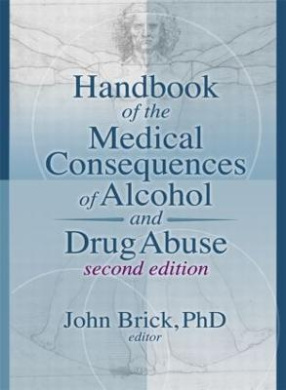 Handbook
of the
Medical
Consequences
of Alcohol
and
Drug Abuse
second edition
John Brick, PhD
editor